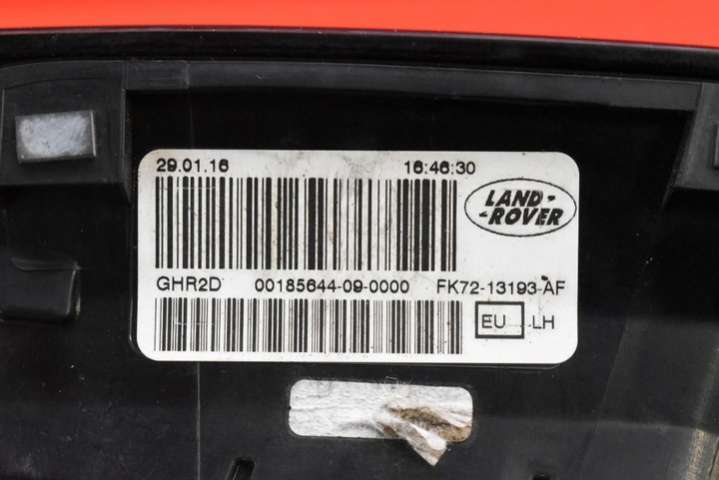 29.01.16 16:46:30
LAND-
-ROVER
GHR2D 00185644-09-0000 FK72-13193-AF
EU LH